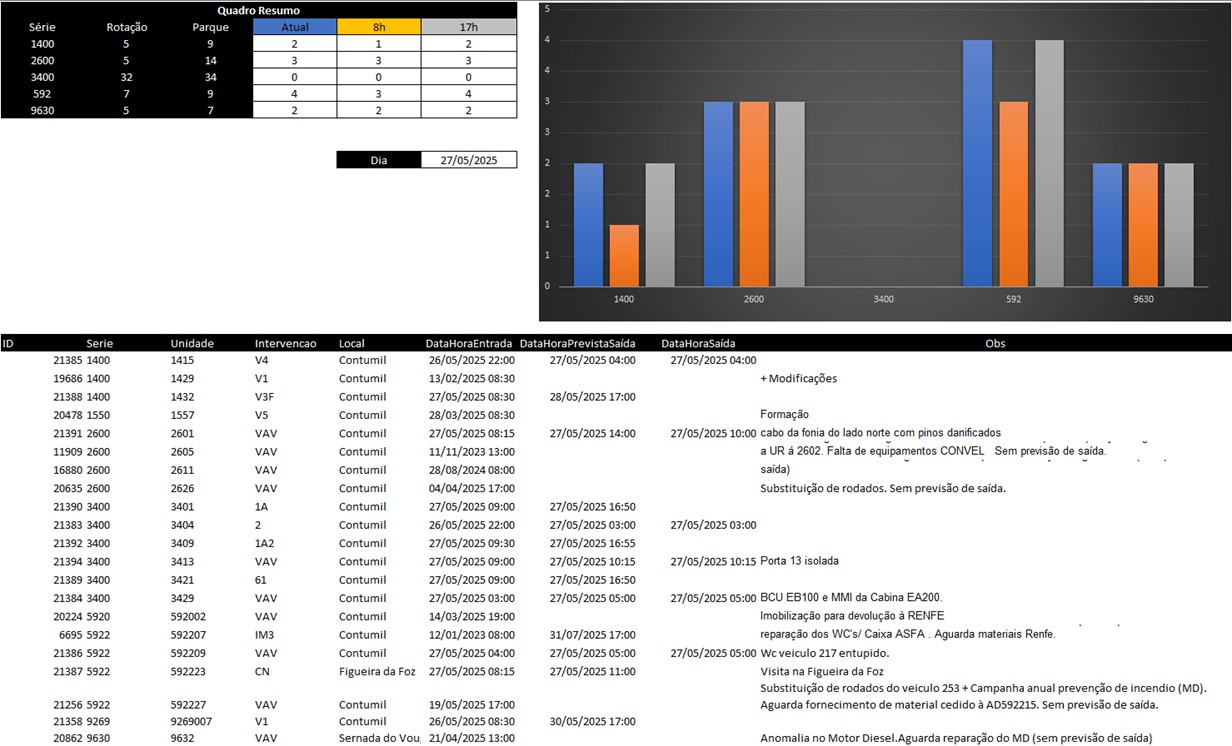 Quadro Resumo
Série Rotação Parque Atual 8h 17h
1400 5 9 2 1 2
2600 5 14 3 3 3
3400 32 34 0 0 0
592 7 9 4 3 4
9630 5 7 2 2 2
Dia 27/05/2025
5
4
4
3
3
2
2
1
1
0
1400 2600 3400 592 9630
ID Serie Unidade Intervencao Local DataHoraEntrada DataHoraPrevistaSaída DataHoraSaída Obs
21385 1400 1415 V4 Contumil 26/05/2025 22:00 27/05/2025 04:00 27/05/2025 04:00
19686 1400 1429 V1 Contumil 13/02/2025 08:30 + Modificações
21388 1400 1432 V3F Contumil 27/05/2025 08:30 28/05/2025 17:00
20478 1550 1557 V5 Contumil 28/03/2025 08:30 Formação
21391 2600 2601 VAV Contumil 27/05/2025 08:15 27/05/2025 14:00 27/05/2025 10:00 cabo da fonia do lado norte com pinos danificados
11909 2600 2605 VAV Contumil 11/11/2023 13:00 a UR á 2602. Falta de equipamentos CONVEL Sem previsão de saída.
16880 2600 2611 VAV Contumil 28/08/2024 08:00 saída)
20635 2600 2626 VAV Contumil 04/04/2025 17:00 Substituição de rodados. Sem previsão de saída.
21390 3400 3401 1A Contumil 27/05/2025 09:00 27/05/2025 16:50
21383 3400 3404 2 Contumil 26/05/2025 22:00 27/05/2025 03:00 27/05/2025 03:00
21392 3400 3409 1A2 Contumil 27/05/2025 09:30 27/05/2025 16:55
21394 3400 3413 VAV Contumil 27/05/2025 09:00 27/05/2025 10:15 27/05/2025 10:15 Porta 13 isolada
21389 3400 3421 61 Contumil 27/05/2025 09:00 27/05/2025 16:50
21384 3400 3429 VAV Contumil 27/05/2025 03:00 27/05/2025 05:00 27/05/2025 05:00 BCU EB100 e MMI da Cabina EA200.
20224 5920 592002 VAV Contumil 14/03/2025 19:00 Imobilização para devolução à RENFE
6695 5922 592207 IM3 Contumil 12/01/2023 08:00 31/07/2025 17:00 reparação dos WC's/ Caixa ASFA . Aguarda materiais Renfe.
21386 5922 592209 VAV Contumil 27/05/2025 04:00 27/05/2025 05:00 27/05/2025 05:00 Wc veiculo 217 entupido.
21387 5922 592223 CN Figueira da Foz 27/05/2025 08:15 27/05/2025 11:00 Visita na Figueira da Foz
Substituição de rodados do veiculo 253 + Campanha anual prevenção de incendio (MD).
21256 5922 592227 VAV Contumil 19/05/2025 17:00 Aguarda fornecimento de material cedido à AD592215. Sem previsão de saída.
21358 9269 9269007 V1 Contumil 26/05/2025 08:30 30/05/2025 17:00
20862 9630 9632 VAV Sernada do Vou 21/04/2025 13:00 Anomalia no Motor Diesel.Aguarda reparação do MD (sem previsão de saída)